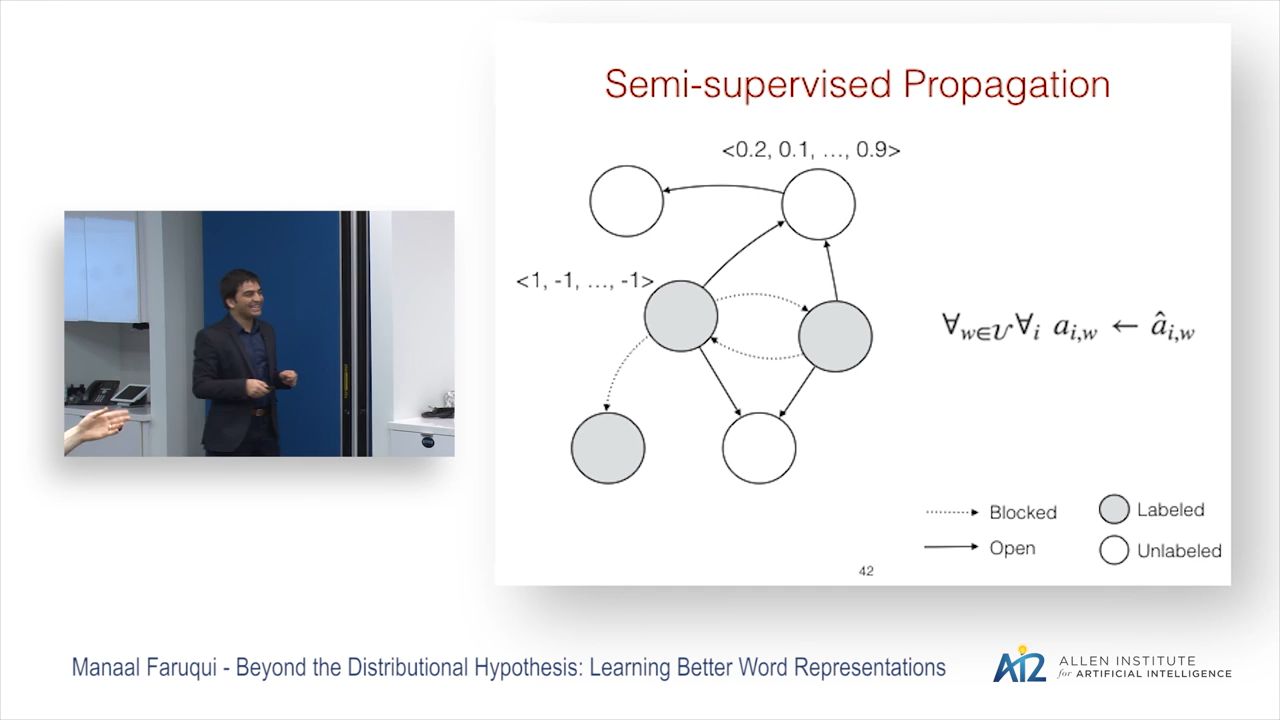 Semi-supervised Propagation
<0.2, 0.1, …, 0.9>
<1, -1, …, -1>
∀w∈𝒰 ∀i ai,w ← âi,w
Blocked
Labeled
Open
Unlabeled
42
Manaal Faruqui - Beyond the Distributional Hypothesis: Learning Better Word Representations
AI2
ALLEN INSTITUTE
for ARTIFICIAL INTELLIGENCE